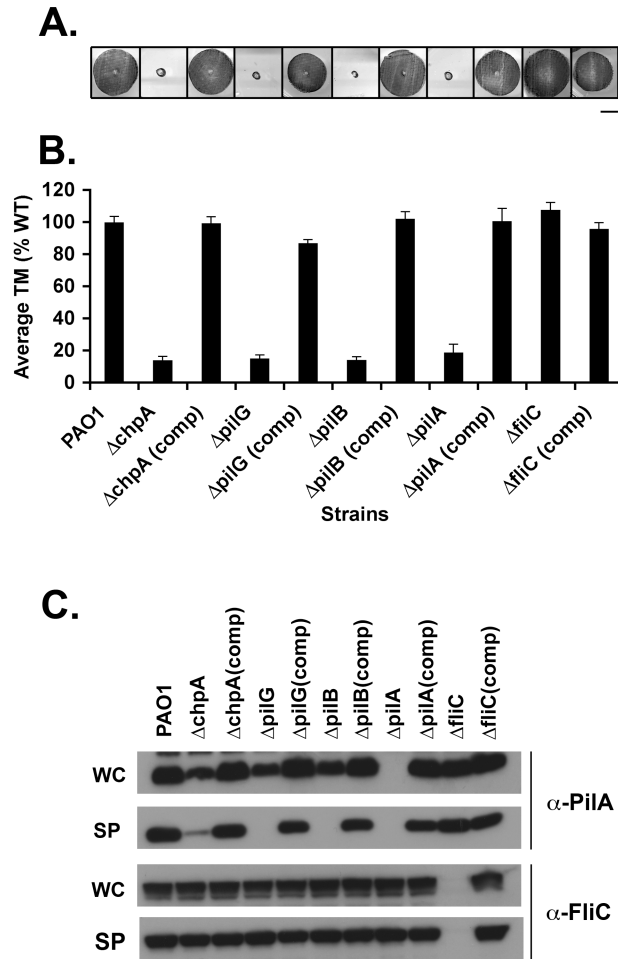 A.
B.
Average TM (% WT)
120
100
80
60
40
20
0
PAO1
ΔchpA
ΔchpA (comp)
ΔpilG
ΔpilG (comp)
ΔpilB
ΔpilB (comp)
ΔpilA
ΔpilA (comp)
ΔfilC
ΔfliC (comp)
Strains
C.
PAO1
ΔchpA
ΔchpA(comp)
ΔpilG
ΔpilG(comp)
ΔpilB
ΔpilB(comp)
ΔpilA
ΔpilA(comp)
ΔfliC
ΔfliC(comp)
WC
SP
α-PilA
WC
SP
α-FliC